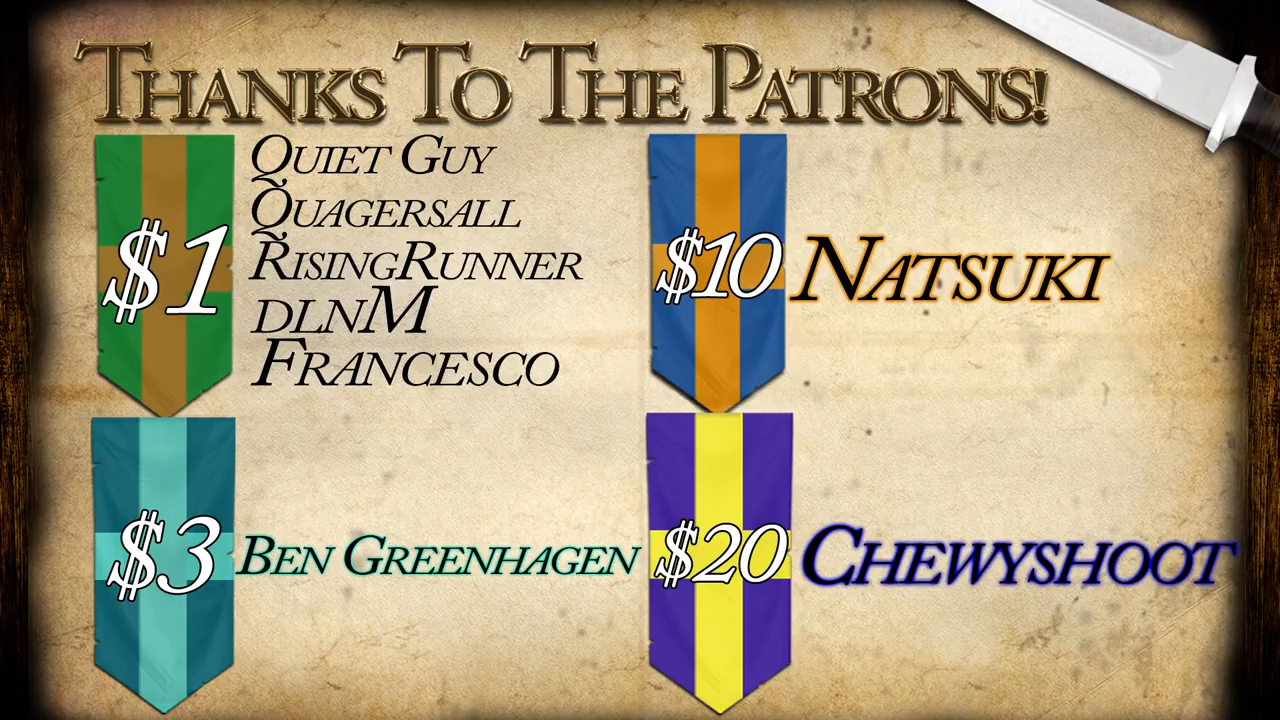 Thanks To The Patrons!
$1
Quiet Guy
Quagersall
RisingRunner
dlnM
Francesco
$10
Natsuki
$3
Ben Greenhagen
$20
Chewyshoot